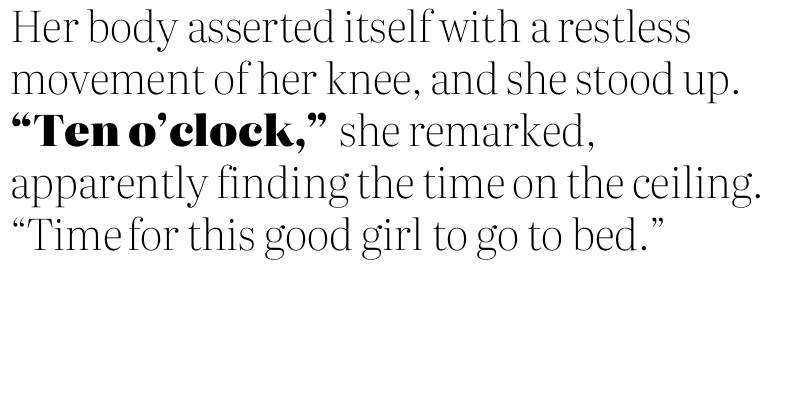 Her body asserted itself with a restless
movement of her knee, and she stood up.
“Ten o’clock,” she remarked,
apparently finding the time on the ceiling.
“Time for this good girl to go to bed.”